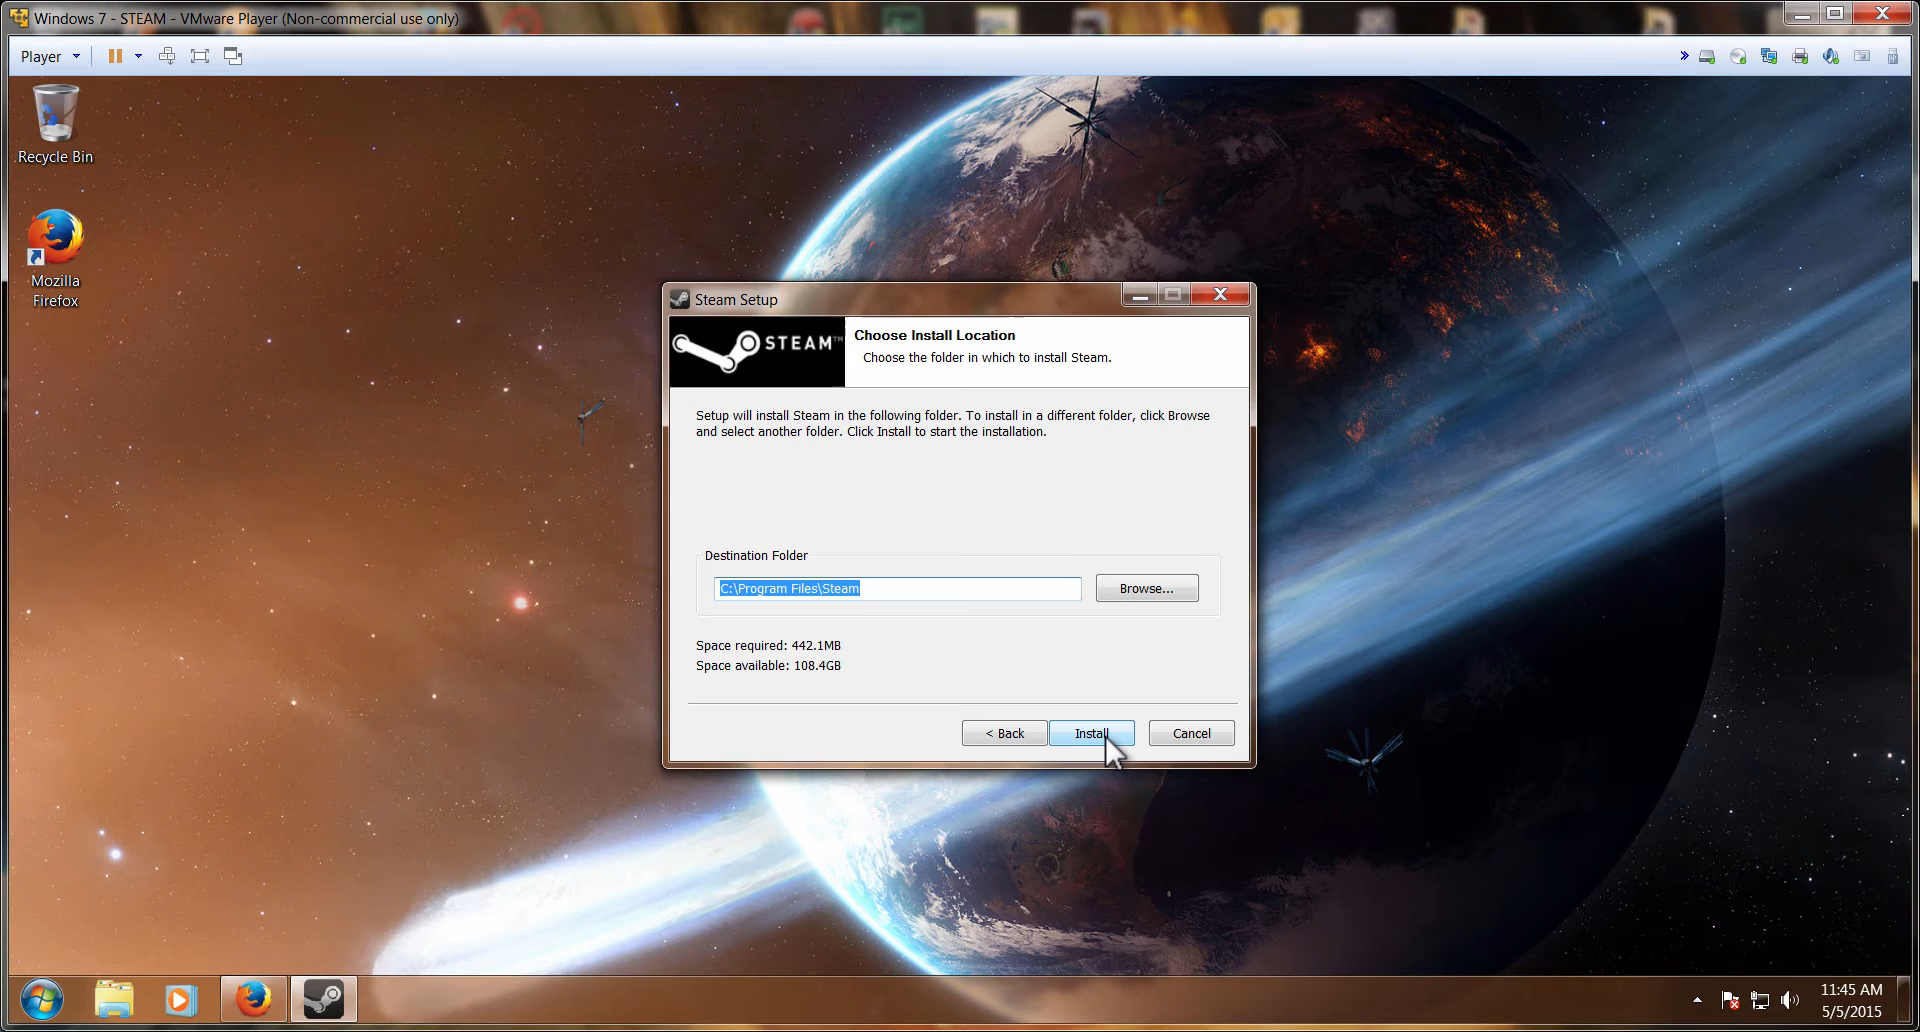 Windows 7 - STEAM - VMware Player (Non-commercial use only)
Player
Recycle Bin
Mozilla
Firefox
Steam Setup
STEAM™
Choose Install Location
Choose the folder in which to install Steam.
Setup will install Steam in the following folder. To install in a different folder, click Browse
and select another folder. Click Install to start the installation.
Destination Folder
C:\Program Files\Steam
Browse...
Space required: 442.1MB
Space available: 108.4GB
< Back
Install
Cancel
11:45 AM
5/5/2015